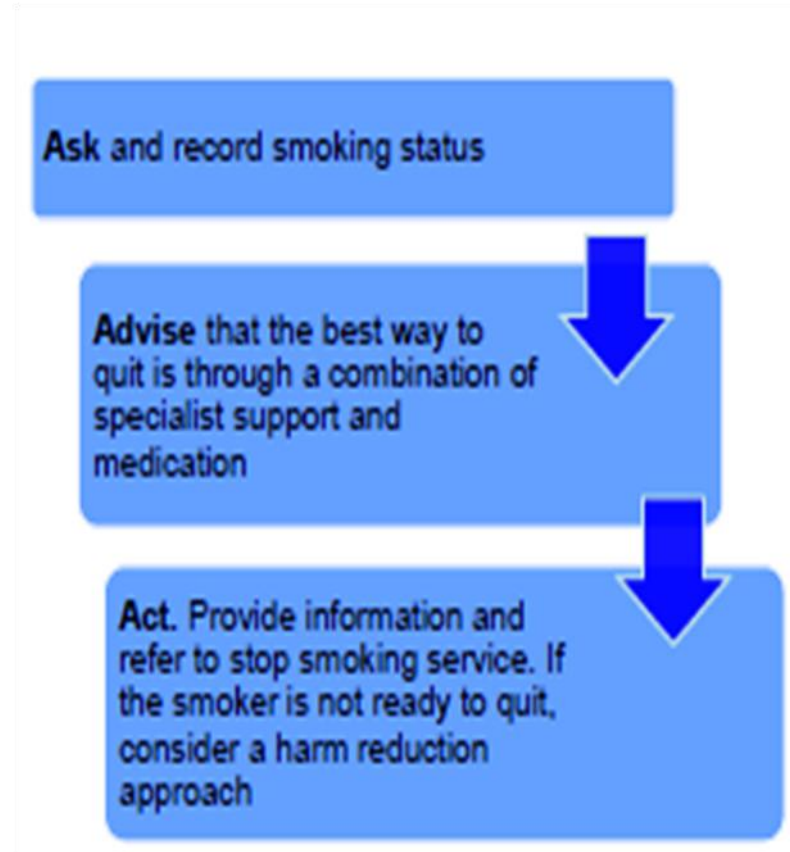 Ask and record smoking status
Advise that the best way to
quit is through a combination of
specialist support and
medication
Act. Provide information and
refer to stop smoking service. If
the smoker is not ready to quit,
consider a harm reduction
approach